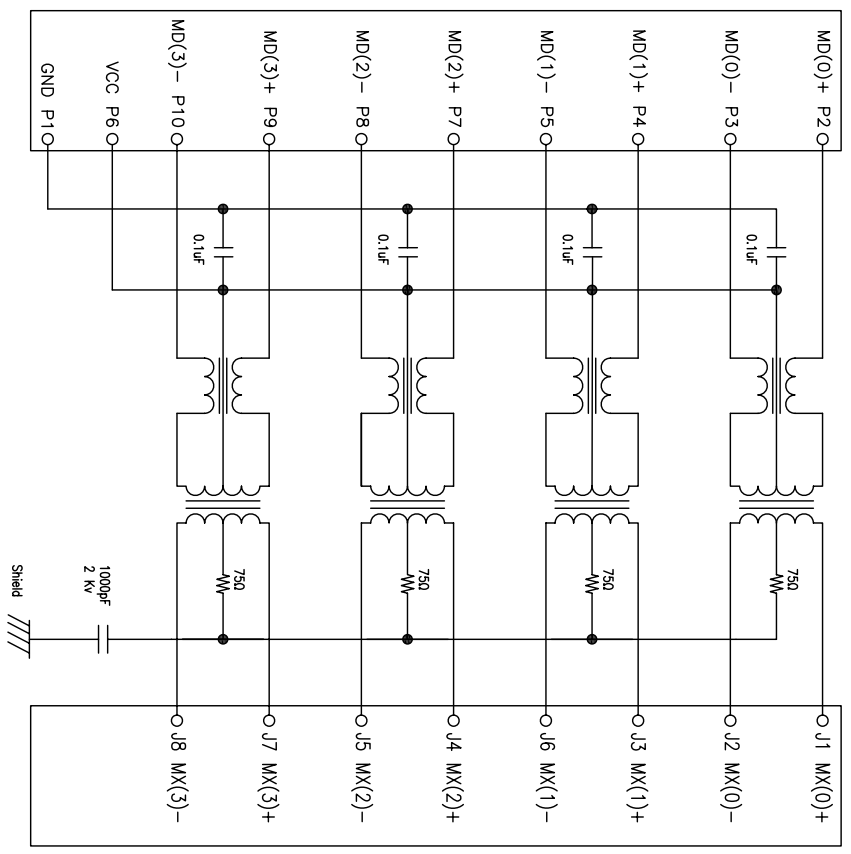 MD(0)+ P2
MD(0)- P3
MD(1)+ P4
MD(1)- P5
MD(2)+ P7
MD(2)- P8
MD(3)+ P9
MD(3)- P10
VCC P6
GND P1
0.1uF
0.1uF
0.1uF
0.1uF
75Ω
75Ω
75Ω
75Ω
1000pF
2 Kv
Shield
J1 MX(0)+
J2 MX(0)-
J3 MX(1)+
J6 MX(1)-
J4 MX(2)+
J5 MX(2)-
J7 MX(3)+
J8 MX(3)-